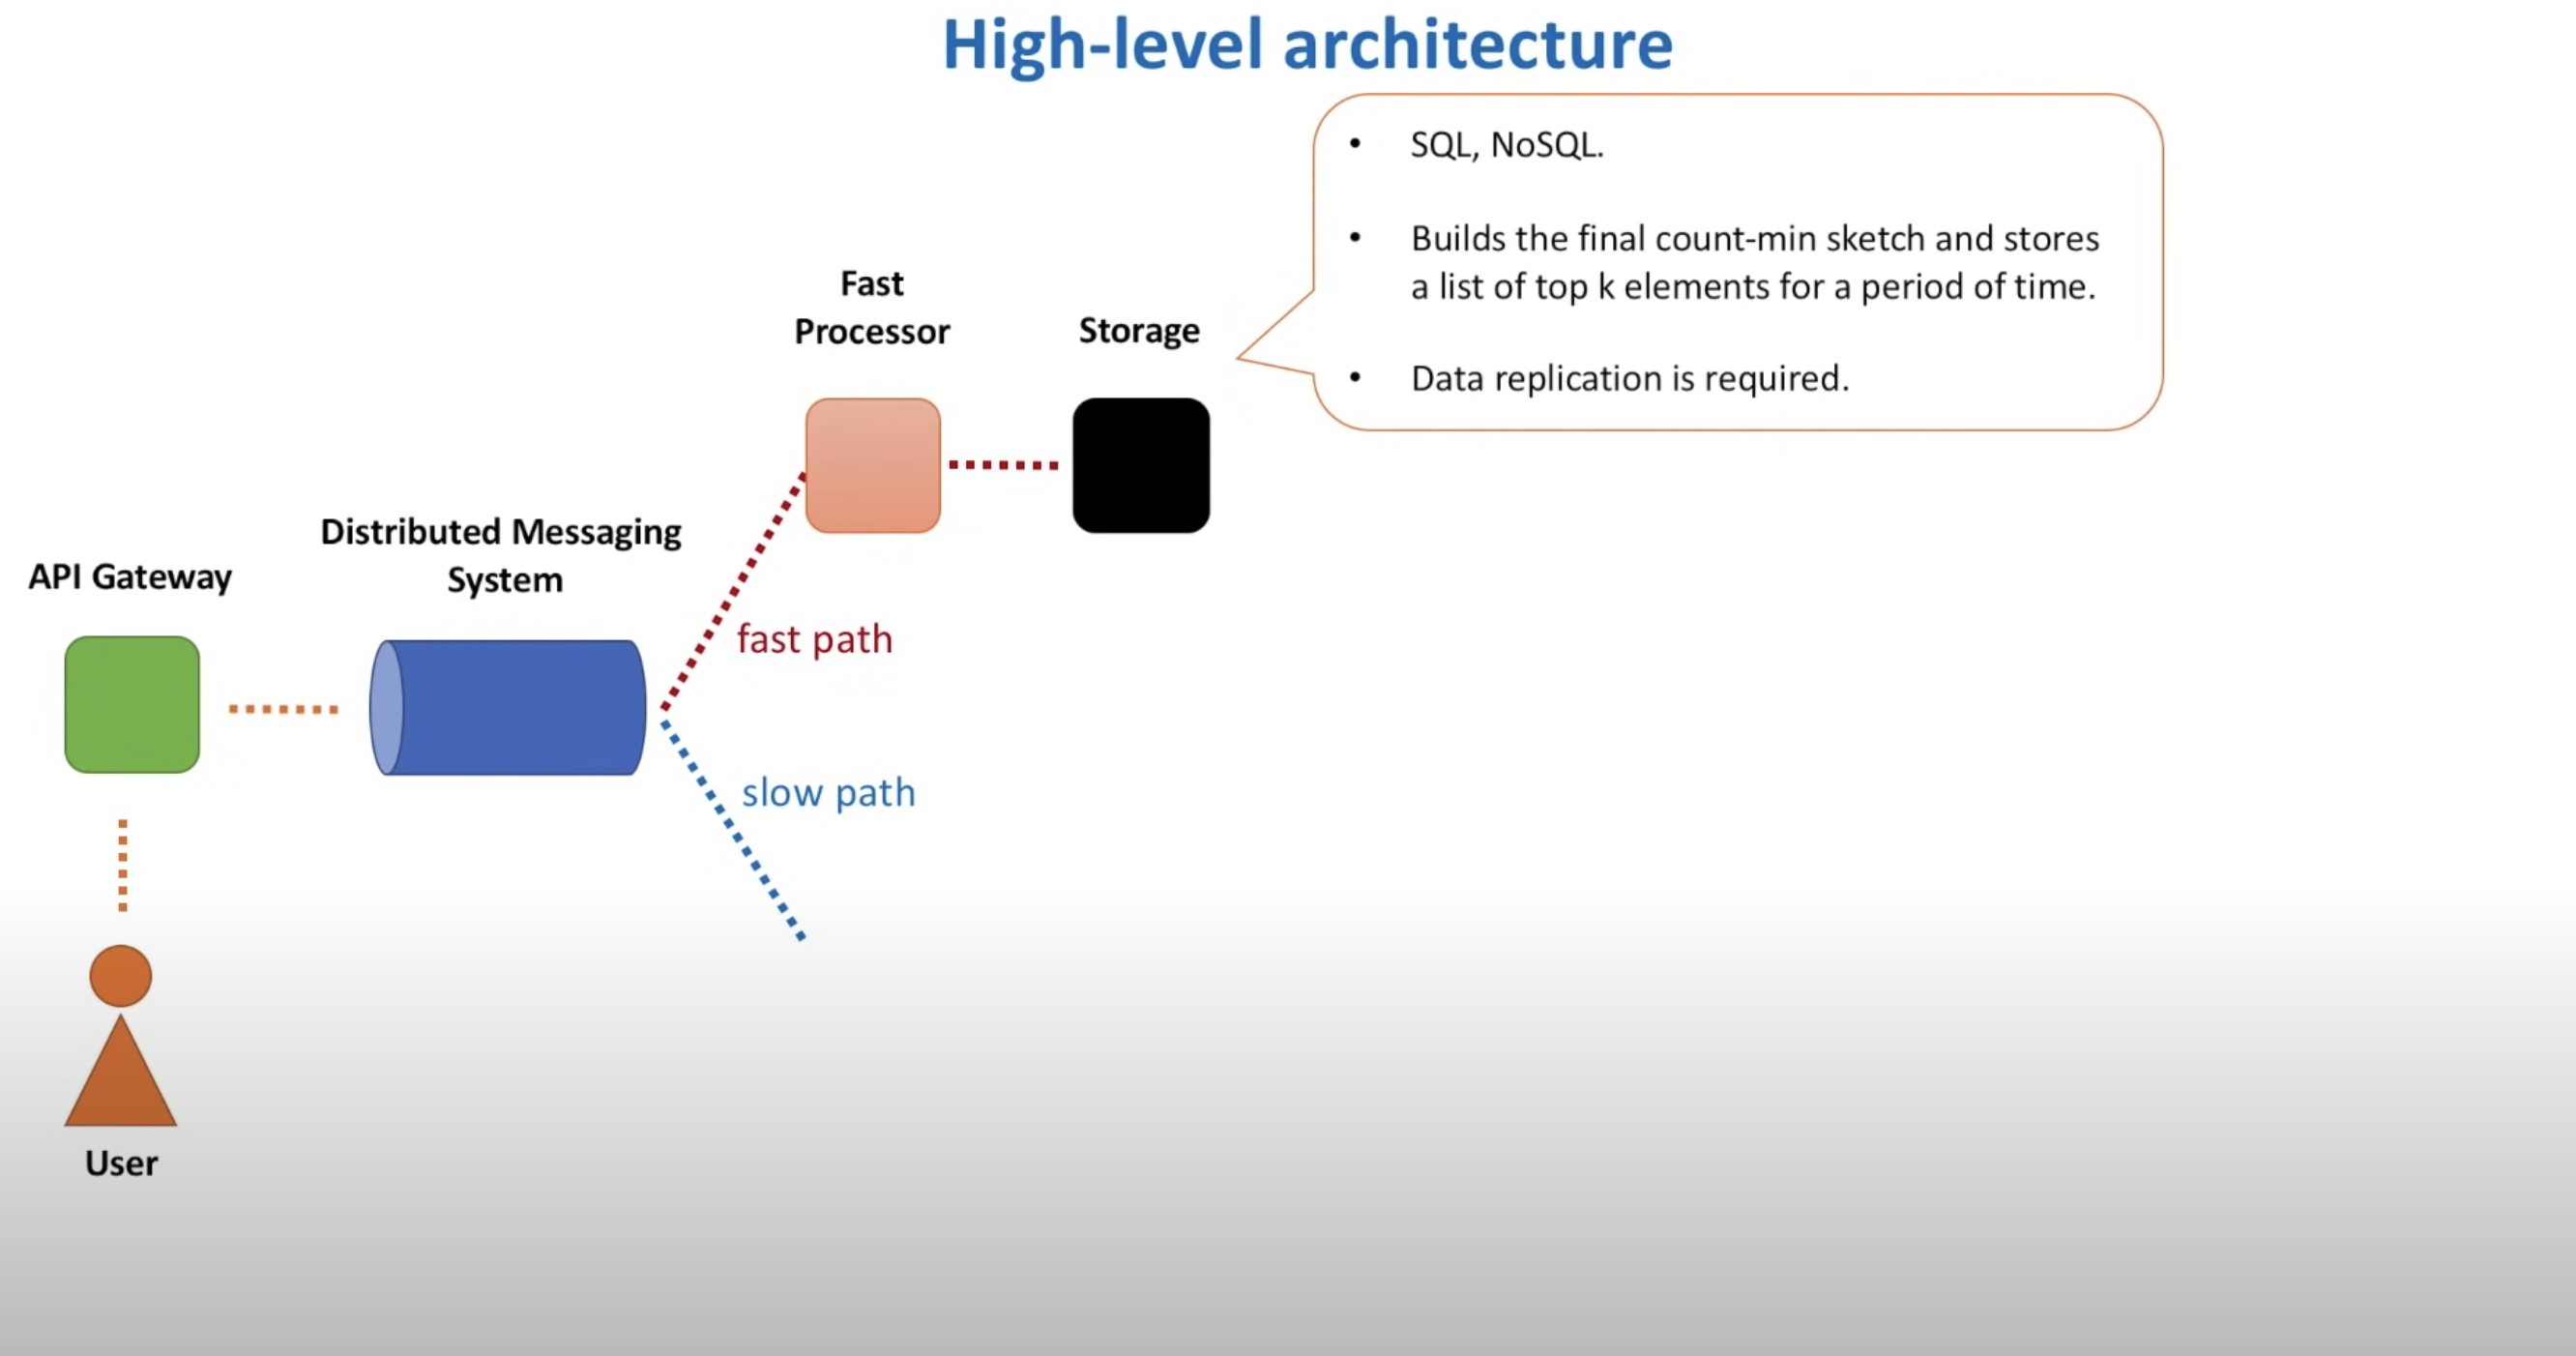 High-level architecture
• SQL, NoSQL.
• Builds the final count-min sketch and stores
a list of top k elements for a period of time.
• Data replication is required.
Fast
Processor
Storage
Distributed Messaging
System
API Gateway
fast path
slow path
User